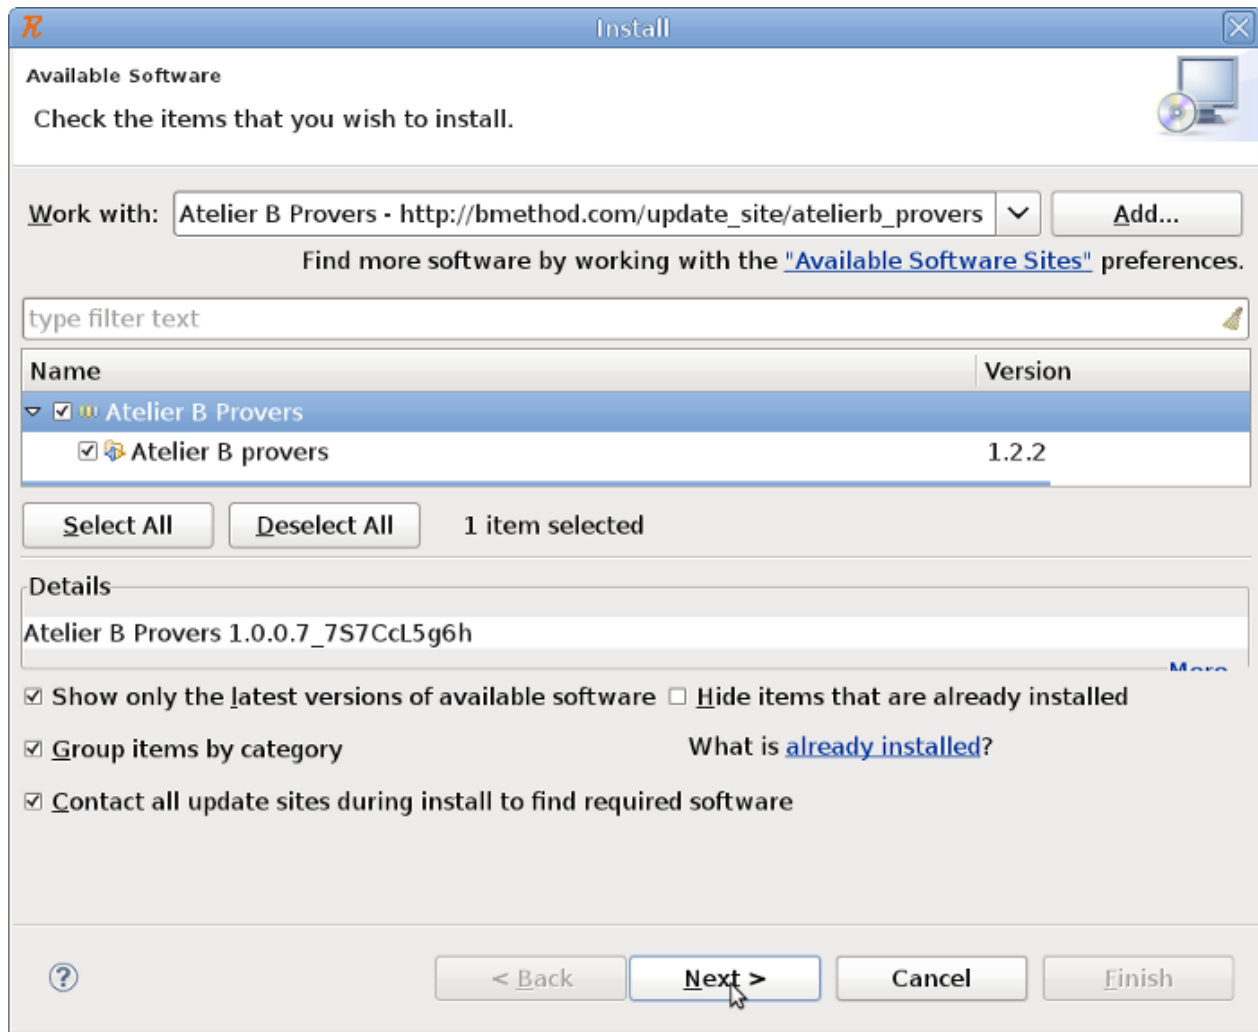 Install
Available Software
Check the items that you wish to install.
Work with: Atelier B Provers - http://bmethod.com/update_site/atelierb_provers Add...
Find more software by working with the "Available Software Sites" preferences.
type filter text
Name Version
Atelier B Provers
Atelier B provers 1.2.2
Select All Deselect All 1 item selected
Details
Atelier B Provers 1.0.0.7_7S7CcL5g6h
More...
Show only the latest versions of available software Hide items that are already installed
Group items by category What is already installed?
Contact all update sites during install to find required software
< Back Next > Cancel Finish